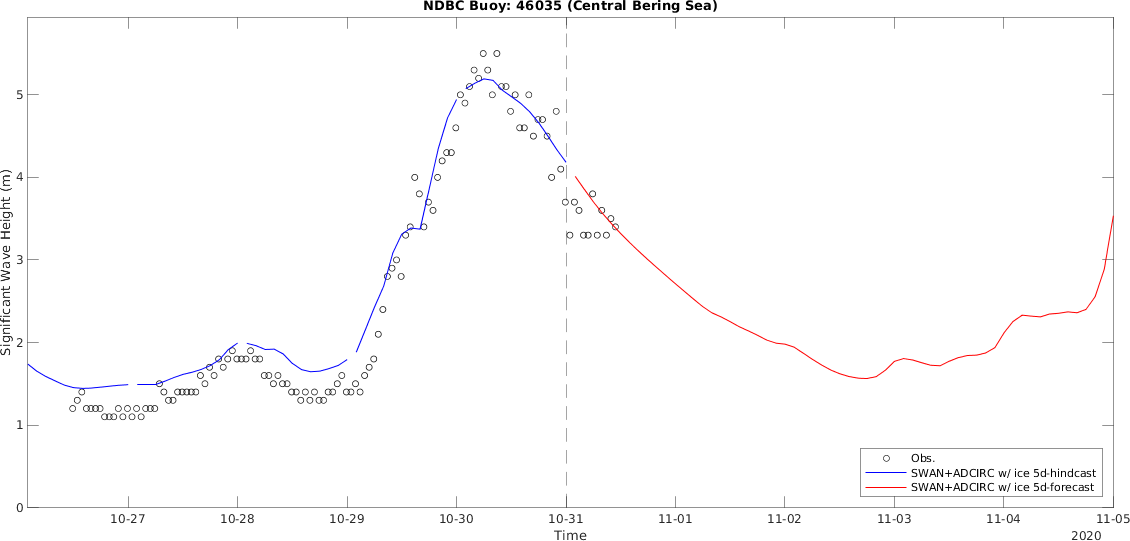 NDBC Buoy: 46035 (Central Bering Sea)
Significant Wave Height (m)
5
4
3
2
1
0
Obs.
SWAN+ADCIRC w/ ice 5d-hindcast
SWAN+ADCIRC w/ ice 5d-forecast
10-27 10-28 10-29 10-30 10-31 11-01 11-02 11-03 11-04 11-05
Time
2020